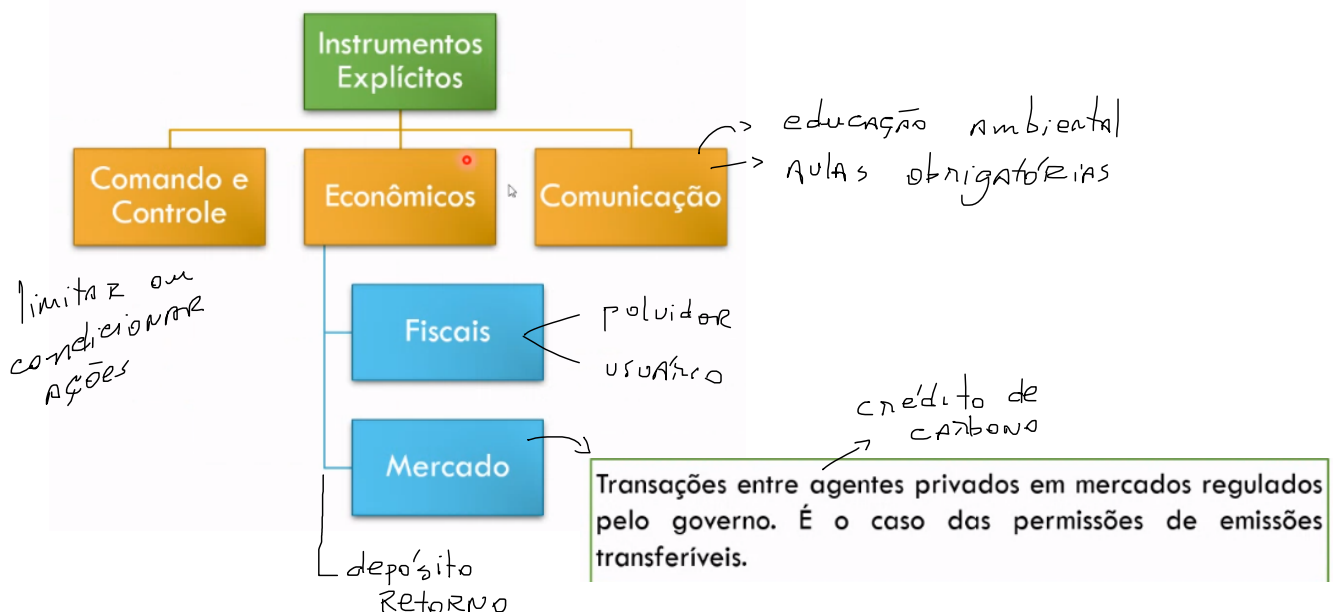 Instrumentos
Explícitos
Comando e
Controle
Econômicos
Comunicação
educação ambiental
aulas obrigatórias
limitar ou
condicionar
ações
Fiscais
poluidor
usuário
Mercado
crédito de
carbono
Transações entre agentes privados em mercados regulados
pelo governo. É o caso das permissões de emissões
transferíveis.
depósito
retorno